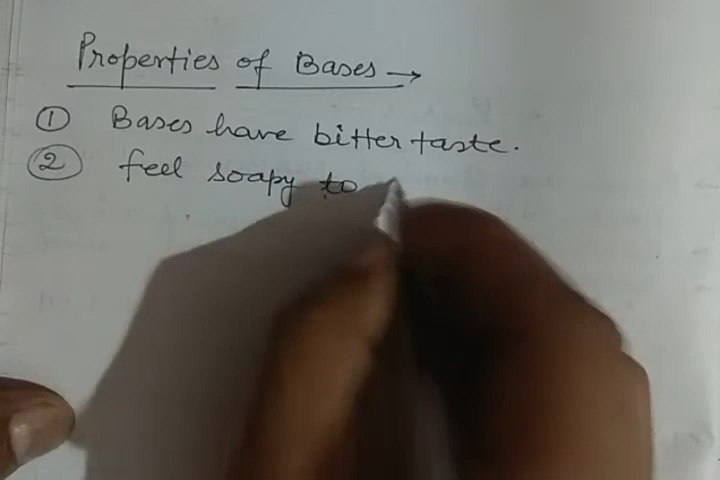 Properties of Bases →
① Bases have bitter taste.
② feel soapy to